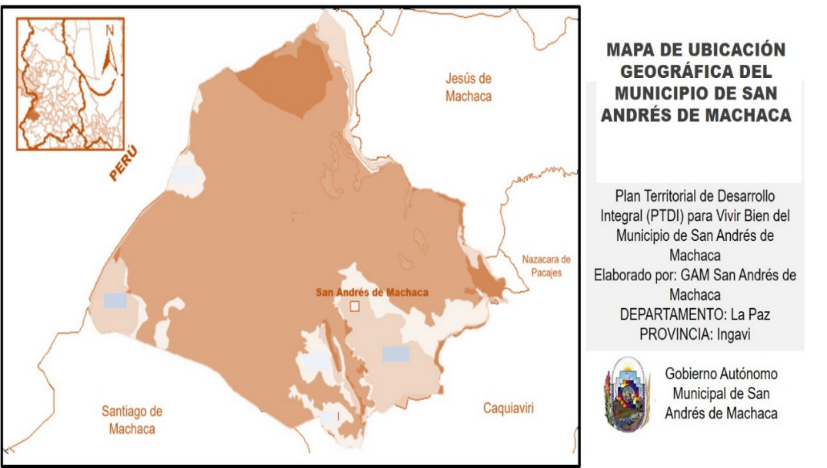 N
PERÚ
Jesús de
Machaca
Nazacara de
Pacajes
San Andrés de Machaca
Santiago de
Machaca
Caquiaviri
MAPA DE UBICACIÓN
GEOGRÁFICA DEL
MUNICIPIO DE SAN
ANDRÉS DE MACHACA
Plan Territorial de Desarrollo
Integral (PTDI) para Vivir Bien del
Municipio de San Andrés de
Machaca
Elaborado por: GAM San Andrés de
Machaca
DEPARTAMENTO: La Paz
PROVINCIA: Ingavi
Gobierno Autónomo
Municipal de San
Andrés de Machaca